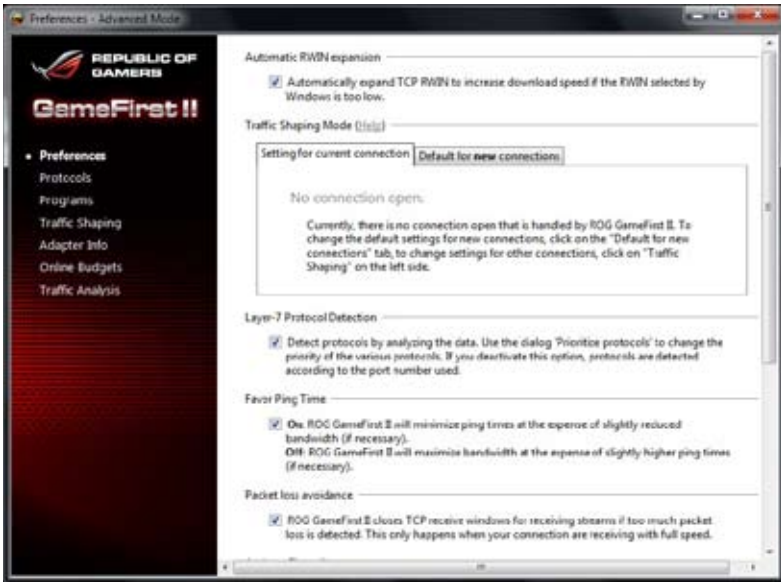 Preferences - Advanced Mode
REPUBLIC OF
GAMERS
GameFirst II
Preferences
Protocols
Programs
Traffic Shaping
Adapter Info
Online Budgets
Traffic Analysis
Automatic RWIN expansion
Automatically expand TCP RWIN to increase download speed if the RWIN selected by
Windows is too low.
Traffic Shaping Mode (Help)
Setting for current connection
Default for new connections
No connection open.
Currently, there is no connection open that is handled by ROG GameFirst II. To
change the default settings for new connections, click on the "Default for new
connections" tab, to change settings for other connections, click on "Traffic
Shaping" on the left side.
Layer-7 Protocol Detection
Detect protocols by analyzing the data. Use the dialog 'Prioritize protocols' to change the
priority of the various protocols. If you deactivate this option, protocols are detected
according to the port number used.
Favor Ping Time
On: ROG GameFirst II will minimize ping times at the expense of slightly reduced
bandwidth (if necessary).
Off: ROG GameFirst II will maximize bandwidth at the expense of slightly higher ping times
(if necessary).
Packet loss avoidance
ROG GameFirst II closes TCP receive windows for receiving streams if too much packet
loss is detected. This only happens when your connection are receiving with full speed.